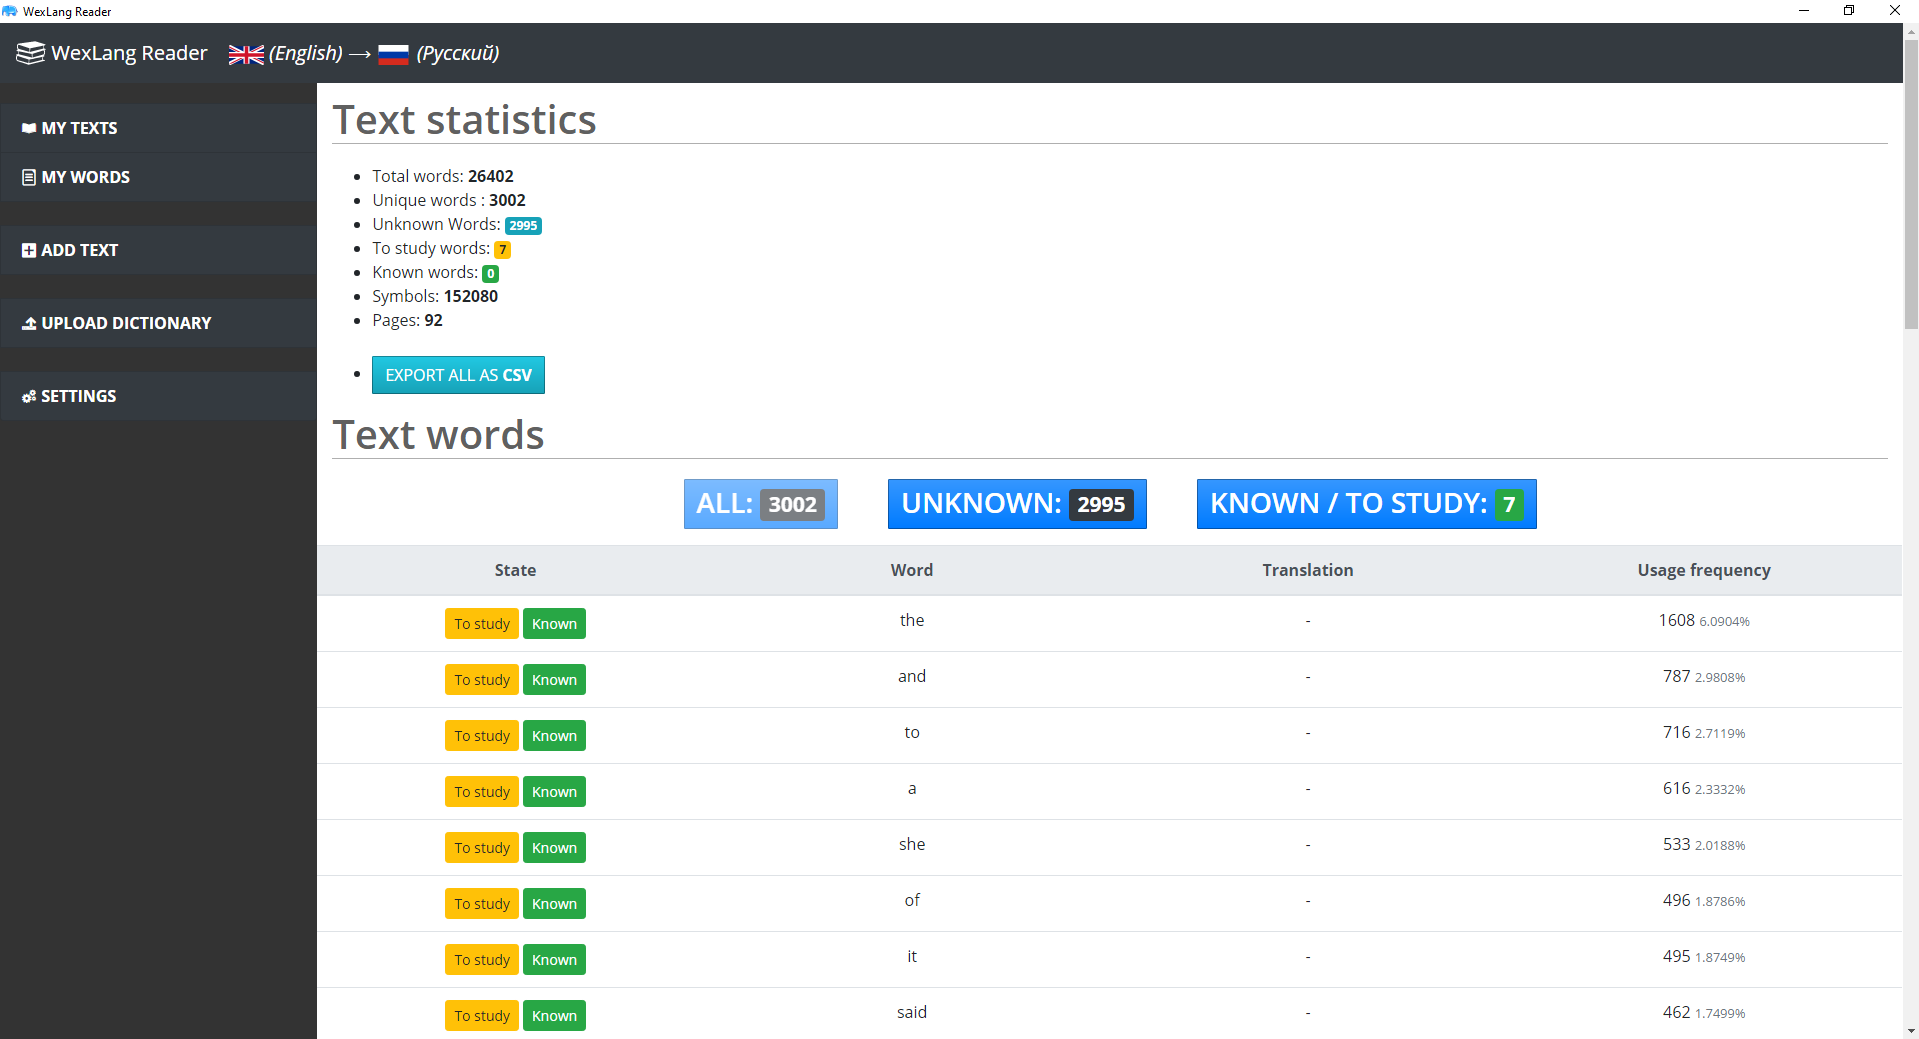 WexLang Reader
WexLang Reader (English) → (Русский)
MY TEXTS
MY WORDS
ADD TEXT
UPLOAD DICTIONARY
SETTINGS
Text statistics
Total words: 26402
Unique words : 3002
Unknown Words: 2995
To study words: 7
Known words: 0
Symbols: 152080
Pages: 92
EXPORT ALL AS CSV
Text words
ALL: 3002 UNKNOWN: 2995 KNOWN / TO STUDY: 7
State Word Translation Usage frequency
To study Known the - 1608 6.0904%
To study Known and - 787 2.9808%
To study Known to - 716 2.7119%
To study Known a - 616 2.3332%
To study Known she - 533 2.0188%
To study Known of - 496 1.8786%
To study Known it - 495 1.8749%
To study Known said - 462 1.7499%